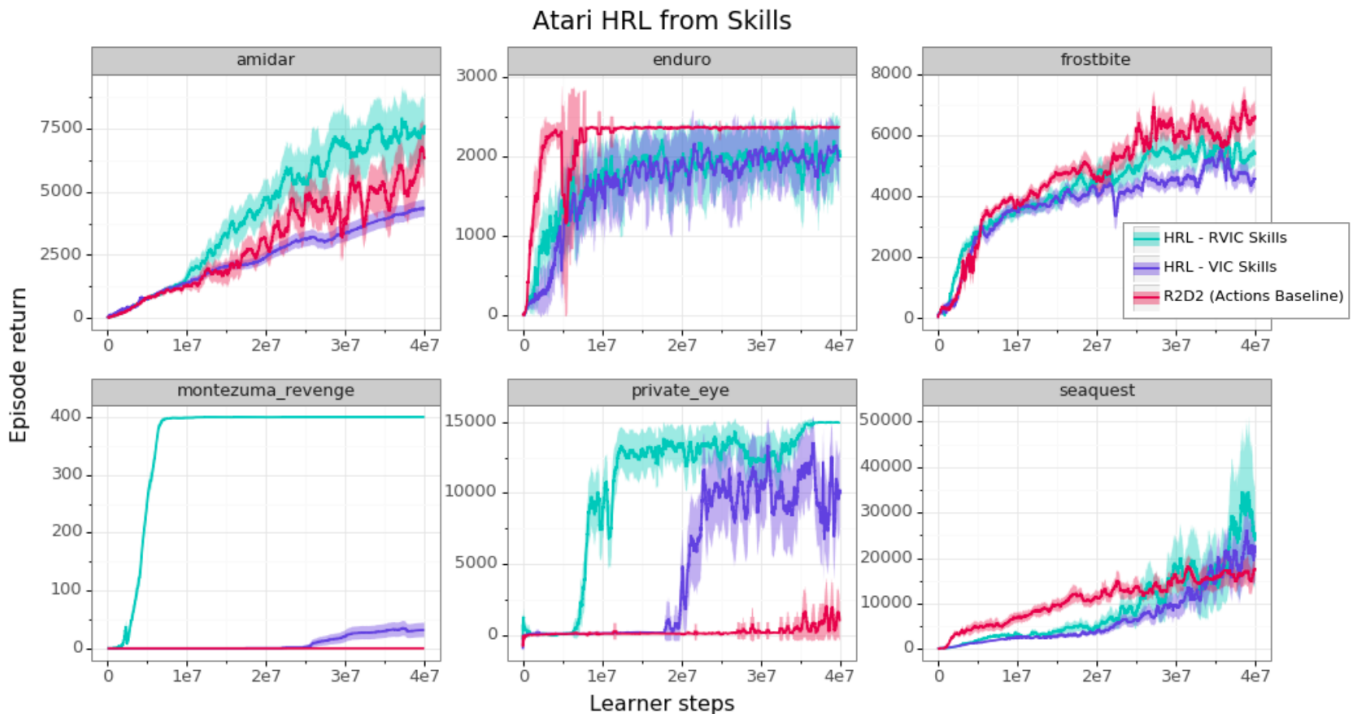 Atari HRL from Skills
amidar
enduro
frostbite
Episode return
7500
5000
2500
0
0 1e7 2e7 3e7 4e7
3000
2000
1000
0
0 1e7 2e7 3e7 4e7
8000
6000
4000
2000
0
0 1e7 2e7 3e7 4e7
HRL - RVIC Skills
HRL - VIC Skills
R2D2 (Actions Baseline)
montezuma_revenge
private_eye
seaquest
400
300
200
100
0
0 1e7 2e7 3e7 4e7
15000
10000
5000
0
0 1e7 2e7 3e7 4e7
50000
40000
30000
20000
10000
0
0 1e7 2e7 3e7 4e7
Learner steps